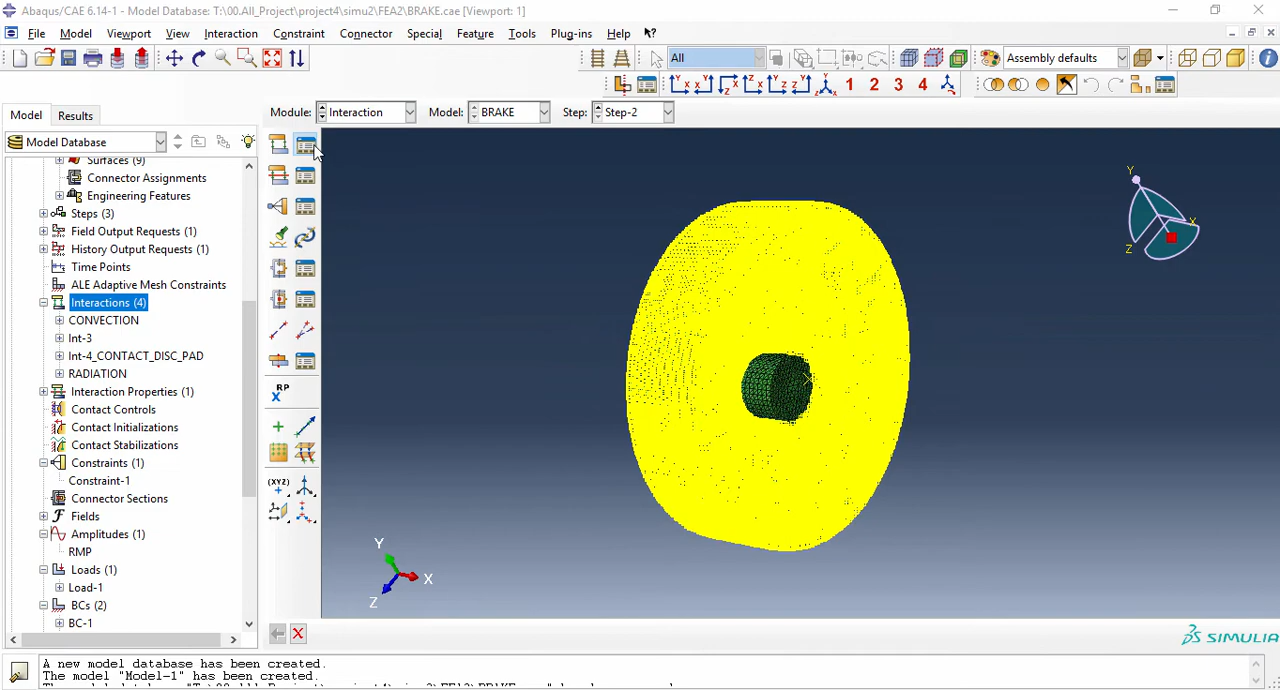 Abaqus/CAE 6.14-1 - Model Database: T:\00.All_Project\project4\simu2\FEA2\BRAKE.cae [Viewport: 1]
File Model Viewport View Interaction Constraint Connector Special Feature Tools Plug-ins Help
All
Assembly defaults
1 2 3 4
Model Results
Module: Interaction Model: BRAKE Step: Step-2
Model Database
Surfaces (9)
Connector Assignments
Engineering Features
Steps (3)
Field Output Requests (1)
History Output Requests (1)
Time Points
ALE Adaptive Mesh Constraints
Interactions (4)
CONVECTION
Int-3
Int-4_CONTACT_DISC_PAD
RADIATION
Interaction Properties (1)
Contact Controls
Contact Initializations
Contact Stabilizations
Constraints (1)
Constraint-1
Connector Sections
Fields
Amplitudes (1)
RMP
Loads (1)
Load-1
BCs (2)
BC-1
RP
(XYZ)
Y
X
Z
Y
X
Z
SIMULIA
A new model database has been created.
The model "Model-1" has been created.